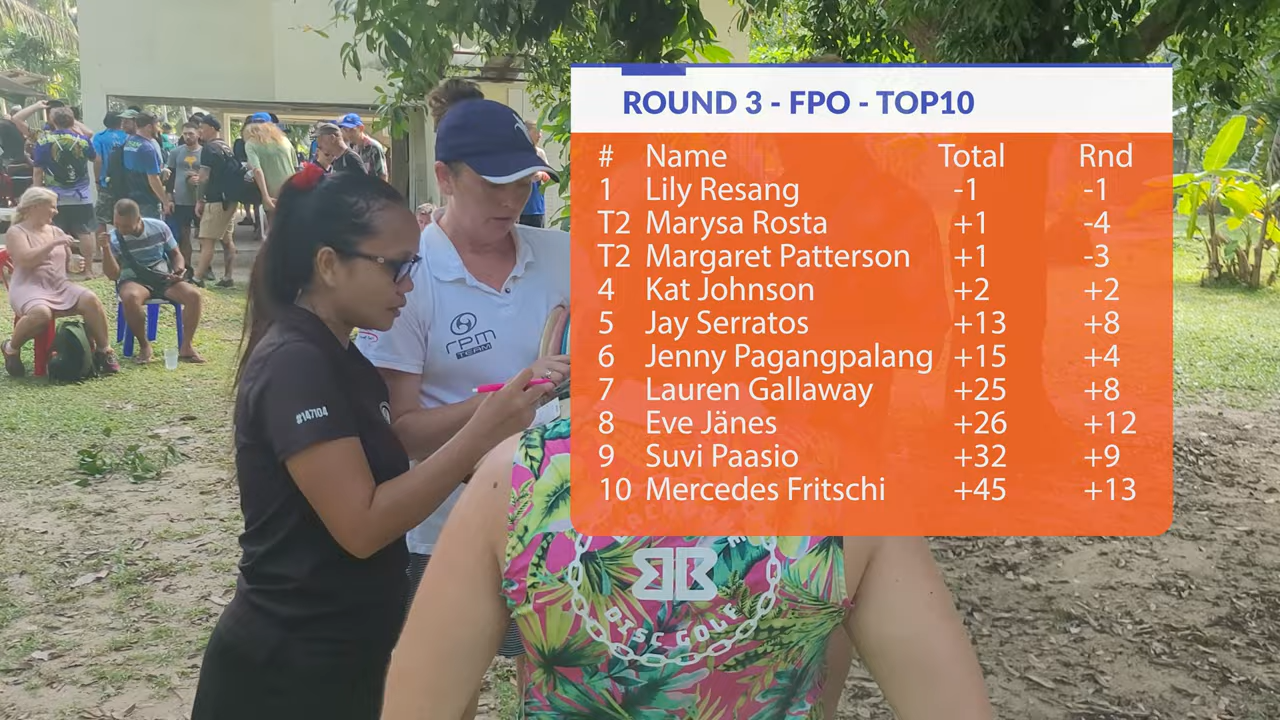 ROUND 3 - FPO - TOP10
# Name Total Rnd
1 Lily Resang -1 -1
T2 Marysa Rosta +1 -4
T2 Margaret Patterson +1 -3
4 Kat Johnson +2 +2
5 Jay Serratos +13 +8
6 Jenny Pagangpalang +15 +4
7 Lauren Gallaway +25 +8
8 Eve Jänes +26 +12
9 Suvi Paasio +32 +9
10 Mercedes Fritschi +45 +13
rpm
TEAM
#147104
DISC GOLF